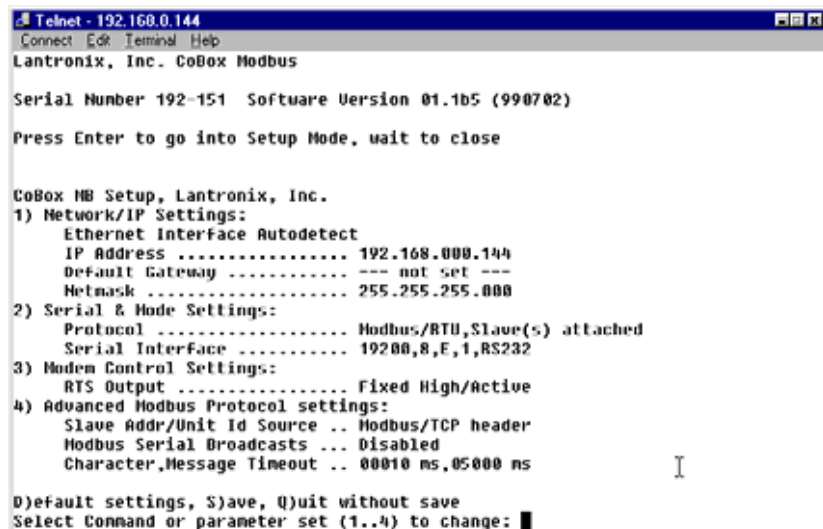 Telnet - 192.168.0.144
Connect Edit Terminal Help
Lantronix, Inc. CoBox Modbus
Serial Number 192-151 Software Version 01.1b5 (990702)
Press Enter to go into Setup Mode, wait to close
CoBox MB Setup, Lantronix, Inc.
1) Network/IP Settings:
Ethernet Interface Autodetect
IP Address ................. 192.168.000.144
Default Gateway ............ --- not set ---
Netmask .................... 255.255.255.000
2) Serial & Mode Settings:
Protocol ................... Modbus/RTU,Slave(s) attached
Serial Interface ........... 19200,8,E,1,RS232
3) Modem Control Settings:
RTS Output ................. Fixed High/Active
4) Advanced Modbus Protocol settings:
Slave Addr/Unit Id Source .. Modbus/TCP header
Modbus Serial Broadcasts ... Disabled
Character,Message Timeout .. 00010 ms,05000 ms
D)efault settings, S)ave, Q)uit without save
Select Command or parameter set (1..4) to change: